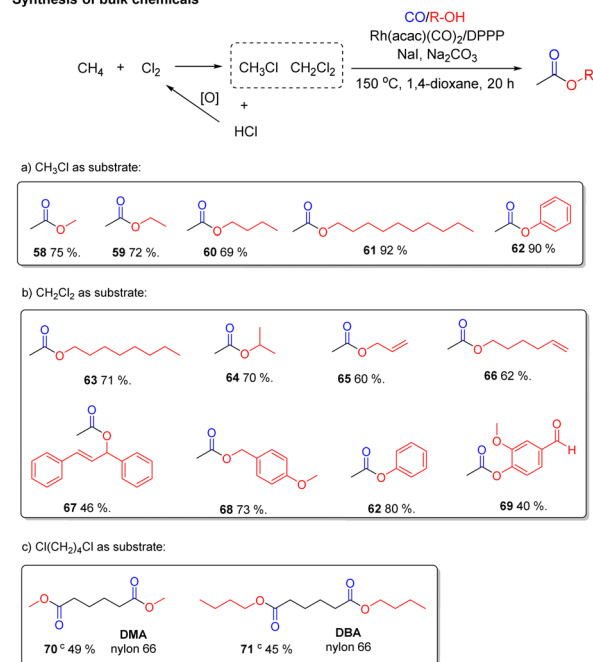 Synthesis of bulk chemicals
CO/R-OH
Rh(acac)(CO)2/DPPP
NaI, Na2CO3
CH4 + Cl2 CH3Cl CH2Cl2
150 °C, 1,4-dioxane, 20 h
O
O
R
[O] +
HCl
a) CH3Cl as substrate:
O O O O O
O O O O O
58 75 %. 59 72 %. 60 69 % 61 92 % 62 90 %
b) CH2Cl2 as substrate:
O O O O
O O O O
63 71 %. 64 70 %. 65 60 %. 66 62 %.
O O O O O
O O O O O H
O
67 46 %. 68 73 %. 62 80 %. 69 40 %.
c) Cl(CH2)4Cl as substrate:
O O
O O O O
O O
DMA DBA
70 c 49 % nylon 66 71 c 45 % nylon 66